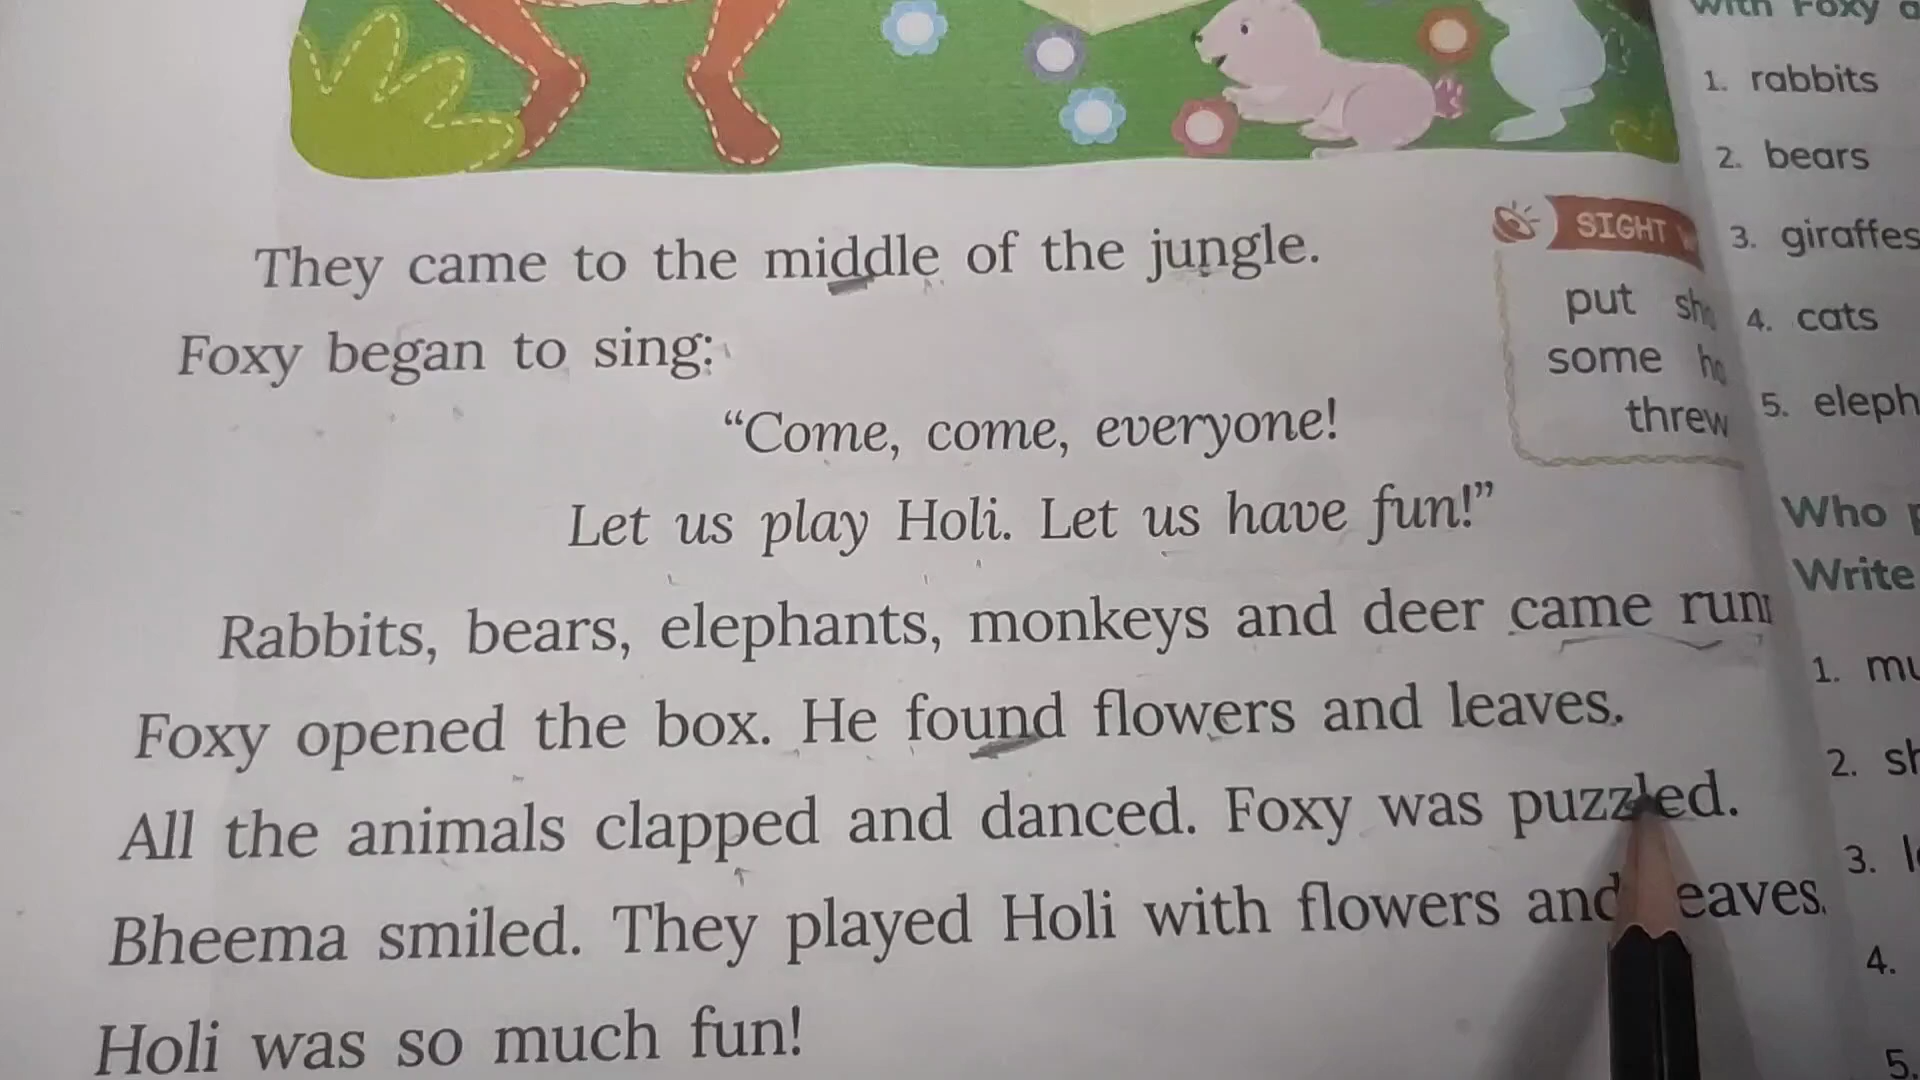 They came to the middle of the jungle.
Foxy began to sing:
“Come, come, everyone!
Let us play Holi. Let us have fun!”
Rabbits, bears, elephants, monkeys and deer came
Foxy opened the box. He found flowers and leaves.
All the animals clapped and danced. Foxy was puzzled.
Bheema smiled. They played Holi with flowers and eaves.
Holi was so much fun!
SIGHT
put
some
threw
with Foxy
1. rabbits
2. bears
3. giraffes
4. cats
5.
Who
Write
1.
2.
3.
4.
5.